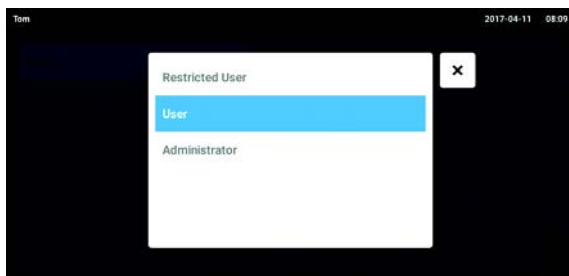 Tom 2017-04-11 08:09
Restricted User
User
Administrator